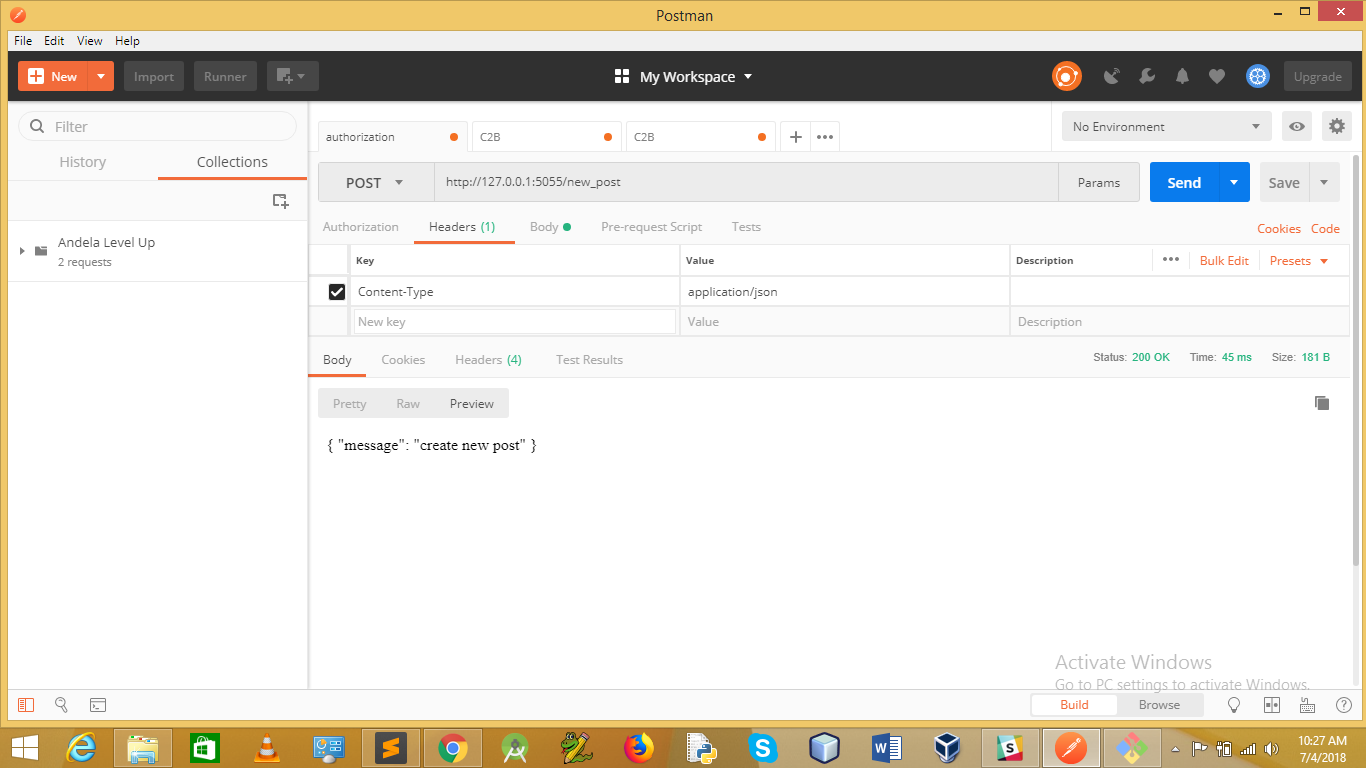 Postman
File Edit View Help
New Import Runner My Workspace Upgrade
Filter
History Collections
Andela Level Up
2 requests
authorization C2B C2B No Environment
POST http://127.0.0.1:5055/new_post Params Send Save
Authorization Headers (1) Body Pre-request Script Tests Cookies Code
Key Value Description Bulk Edit Presets
Content-Type application/json
New key Value Description
Body Cookies Headers (4) Test Results Status: 200 OK Time: 45 ms Size: 181 B
Pretty Raw Preview
{ "message": "create new post" }
Activate Windows
Go to PC settings to activate Windows.
Build Browse
10:27 AM
7/4/2018